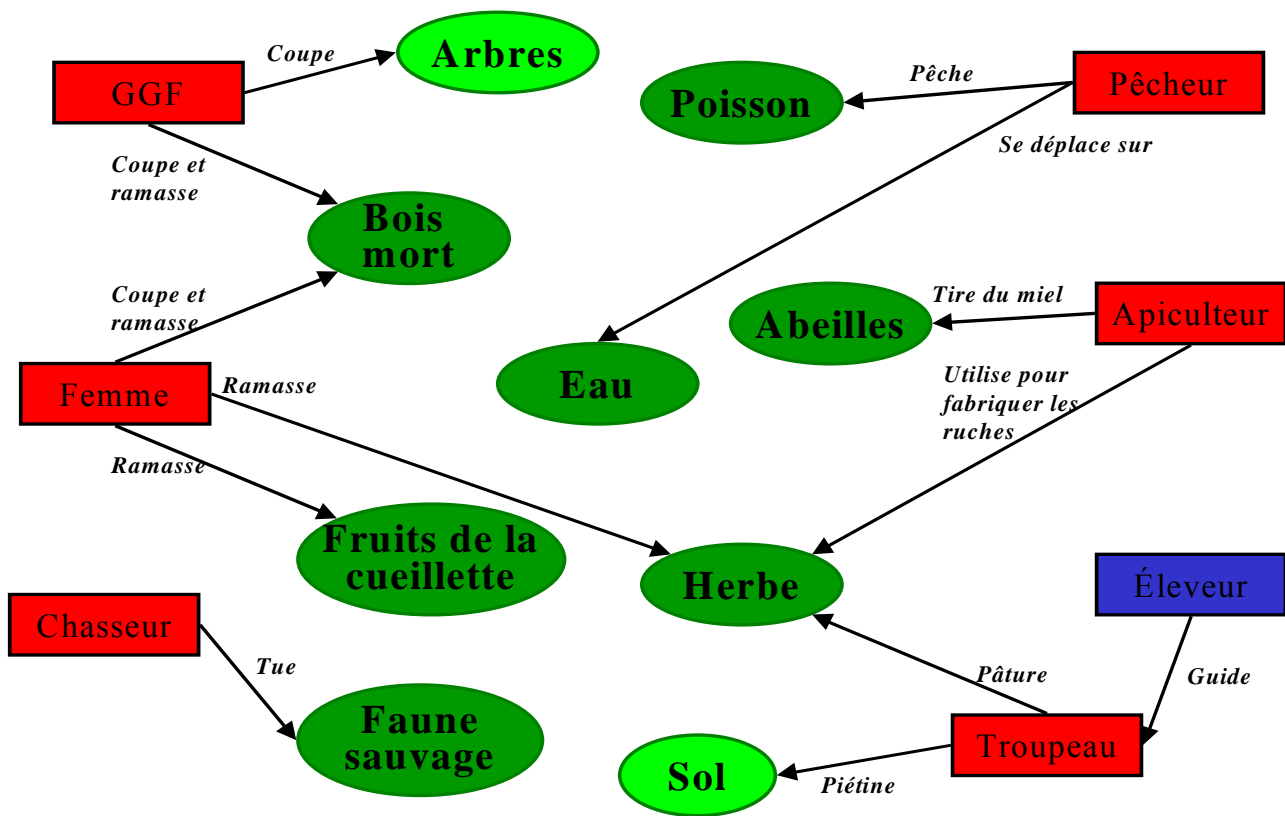 Coupe
Arbres
GGF
Pêche
Pêcheur
Poisson
Se déplace sur
Coupe et
ramasse
Bois
mort
Coupe et
ramasse
Tire du miel
Apiculteur
Abeilles
Femme
Ramasse
Eau
Utilise pour
fabriquer les
ruches
Ramasse
Fruits de la
cueillette
Herbe
Éleveur
Chasseur
Tue
Pâture
Guide
Faune
sauvage
Troupeau
Sol
Piétine